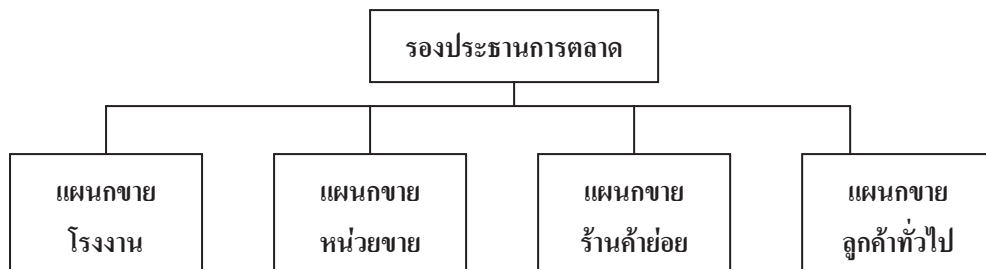 รองประธานการตลาด
แผนกขาย
โรงงาน
แผนกขาย
หน่วยขาย
แผนกขาย
ร้านค้าย่อย
แผนกขาย
ลูกค้าทั่วไป